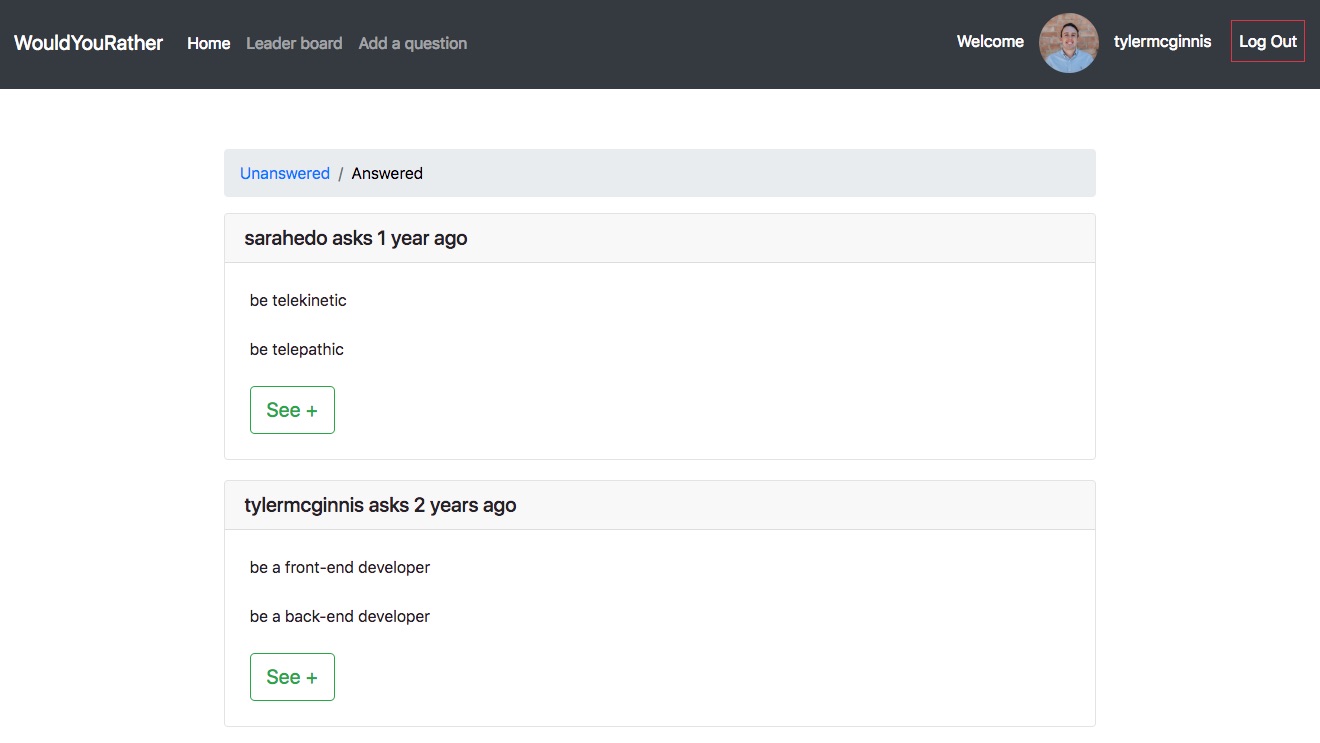 WouldYouRather Home Leader board Add a question Welcome tylermcginnis Log Out
Unanswered / Answered
sarahedo asks 1 year ago
be telekinetic
be telepathic
See +
tylermcginnis asks 2 years ago
be a front-end developer
be a back-end developer
See +